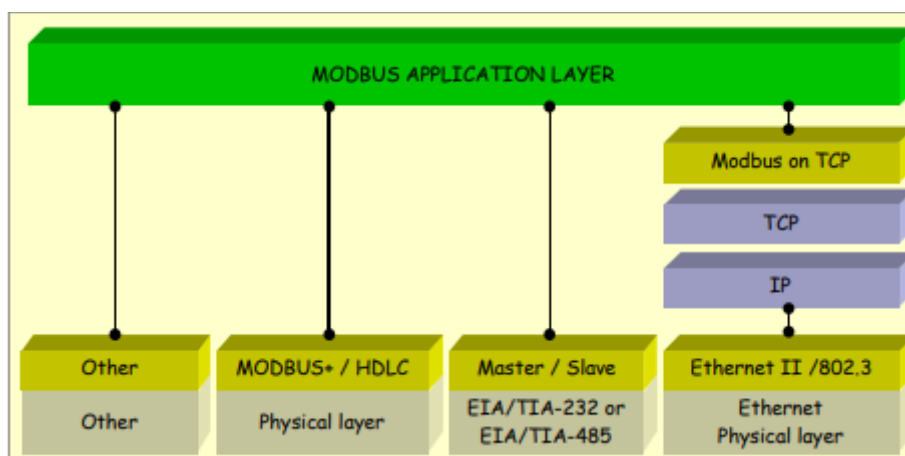 MODBUS APPLICATION LAYER
Modbus on TCP
TCP
IP
Other
MODBUS+ / HDLC
Master / Slave
Ethernet II /802.3
Other
Physical layer
EIA/TIA-232 or
EIA/TIA-485
Ethernet
Physical layer